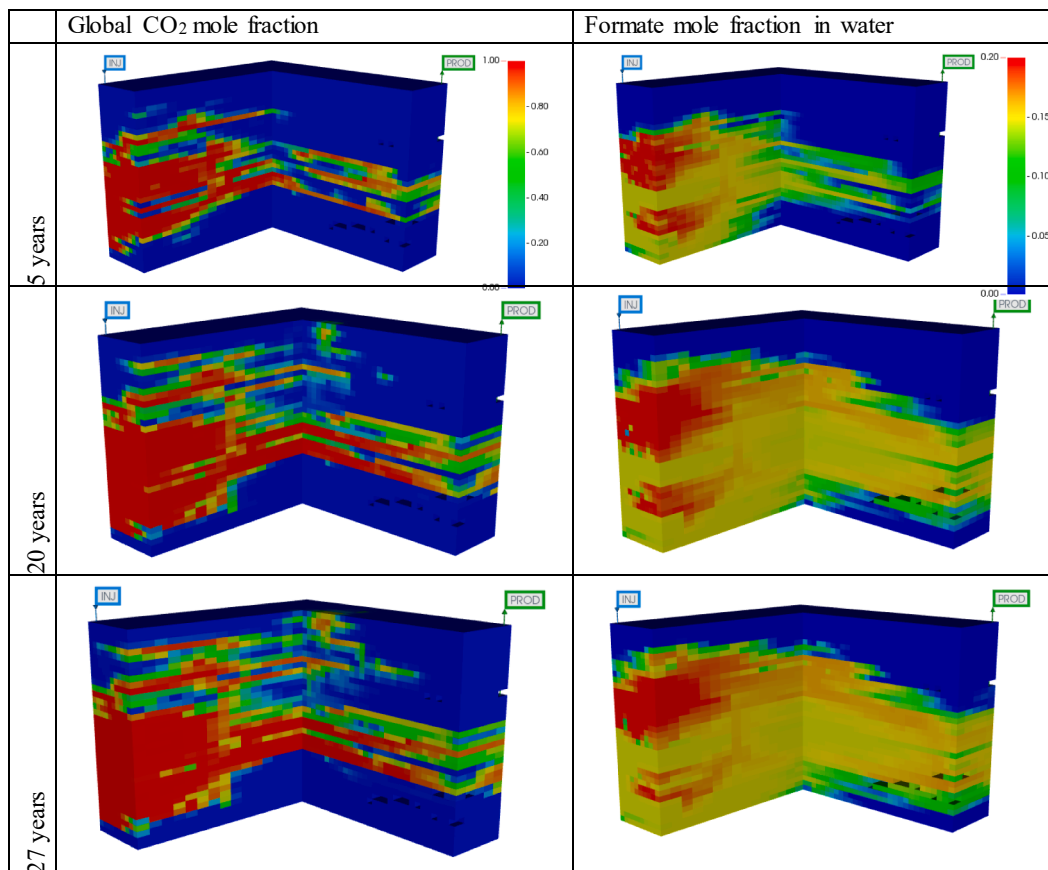 Global CO₂ mole fraction
Formate mole fraction in water
5 years
INJ
PROD
1.00
0.80
0.60
0.40
0.20
0.00
INJ
PROD
0.20
0.15
0.10
0.05
0.00
20 years
INJ
PROD
INJ
PROD
27 years
INJ
PROD
INJ
PROD